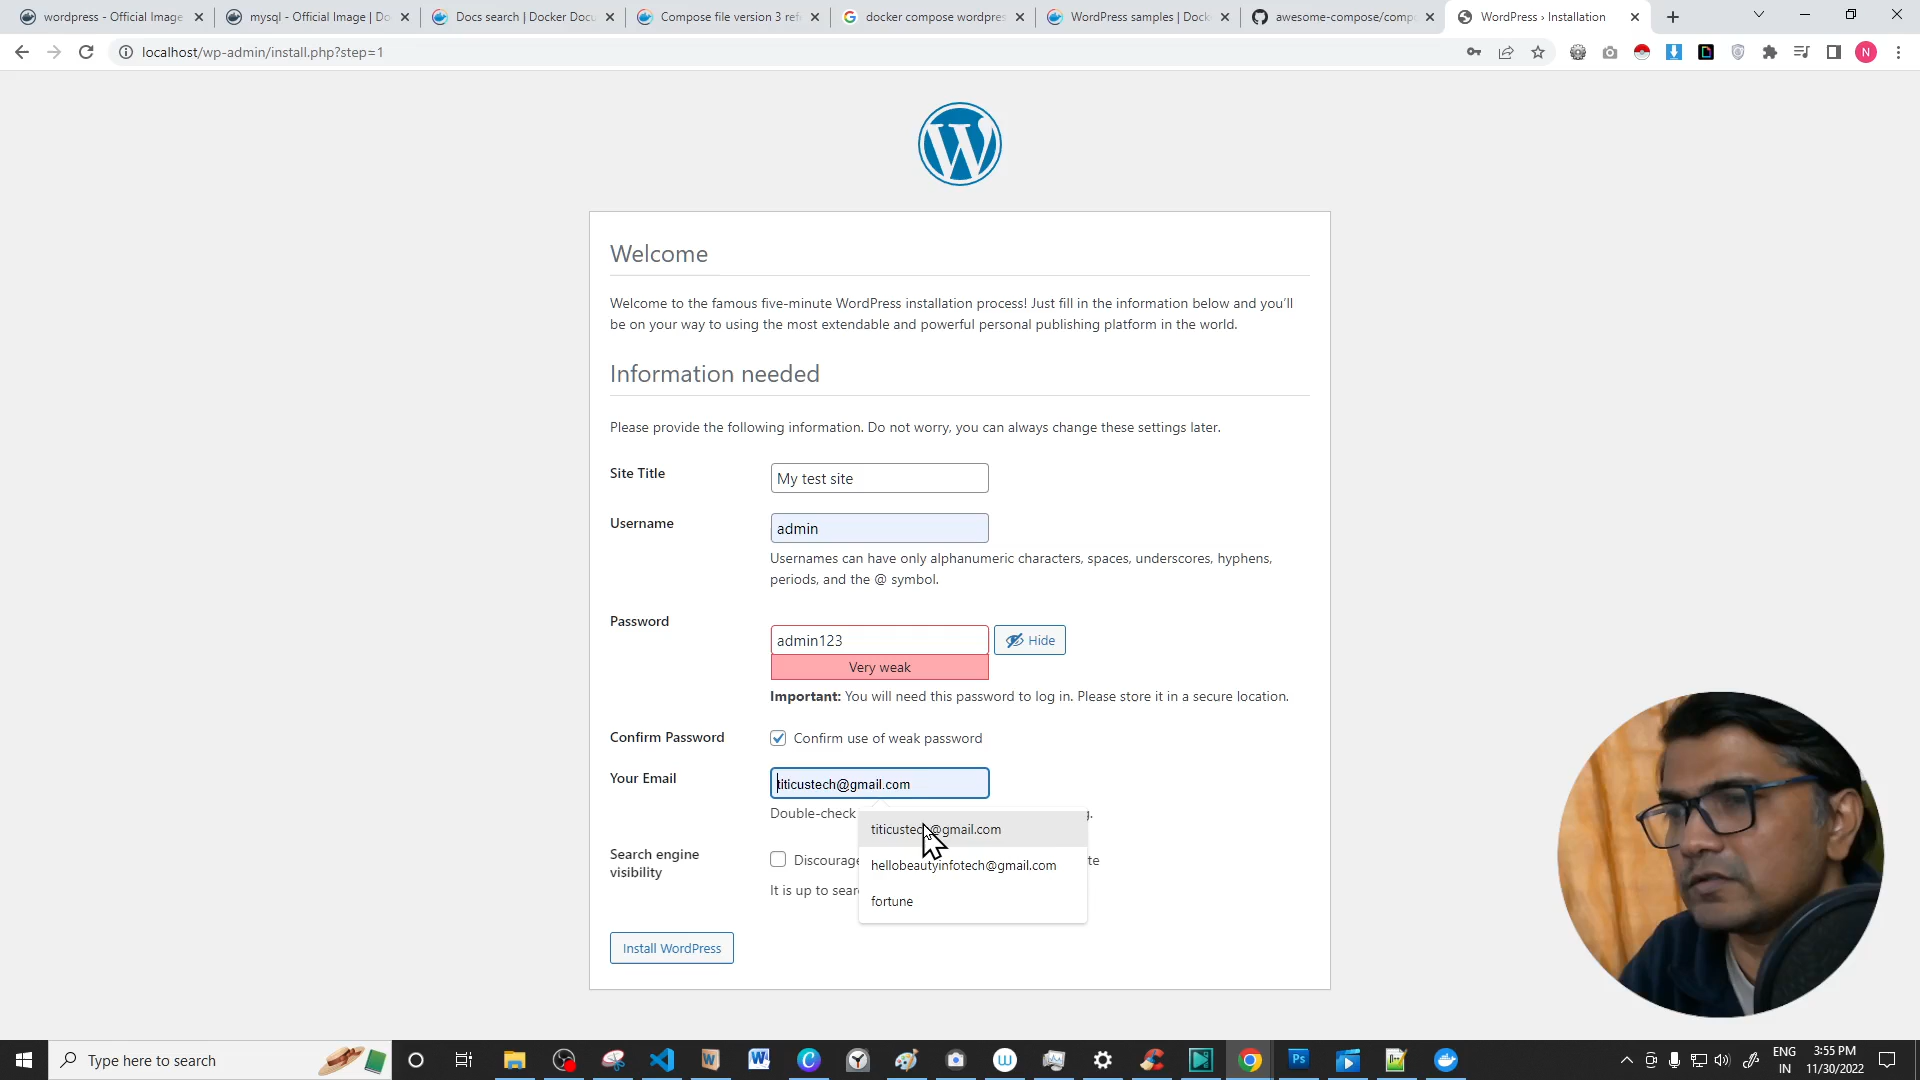 wordpress - Official Image
mysql - Official Image | Do
Docs search | Docker Docu
Compose file version 3 ref
docker compose wordpres
WordPress samples | Dock
awesome-compose/compo
WordPress › Installation
localhost/wp-admin/install.php?step=1
N
Welcome
Welcome to the famous five-minute WordPress installation process! Just fill in the information below and you'll
be on your way to using the most extendable and powerful personal publishing platform in the world.
Information needed
Please provide the following information. Do not worry, you can always change these settings later.
Site Title
My test site
Username
admin
Usernames can have only alphanumeric characters, spaces, underscores, hyphens,
periods, and the @ symbol.
Password
admin123
Hide
Very weak
Important: You will need this password to log in. Please store it in a secure location.
Confirm Password
Confirm use of weak password
Your Email
titicustech@gmail.com
Double-check
titicustech@gmail.com
Search engine
visibility
Discourage
te
hellobeautyinfotech@gmail.com
It is up to sear
fortune
Install WordPress
Type here to search
ENG
IN
3:55 PM
11/30/2022